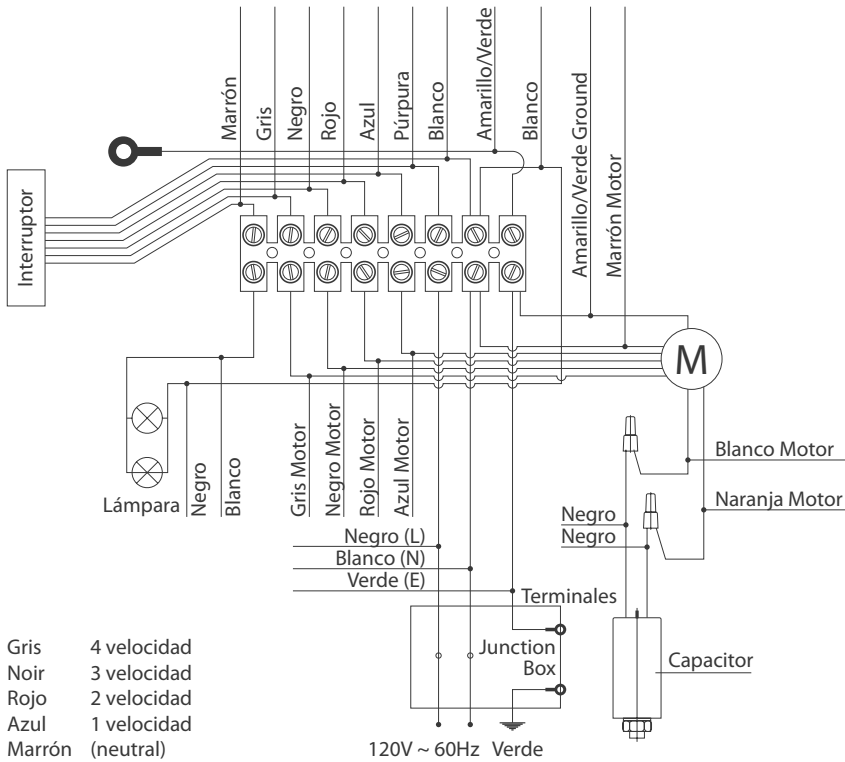 Marrón
Gris
Negro
Rojo
Azul
Púrpura
Blanco
Amarillo/Verde
Blanco
Amarillo/Verde Ground
Marrón Motor
Interruptor
M
Lámpara
Negro
Blanco
Gris Motor
Negro Motor
Rojo Motor
Azul Motor
Blanco Motor
Naranja Motor
Negro
Negro
Negro (L)
Blanco (N)
Verde (E)
Terminales
Junction
Box
Capacitor
Gris 4 velocidad
Noir 3 velocidad
Rojo 2 velocidad
Azul 1 velocidad
Marrón (neutral)
120V ~ 60Hz Verde